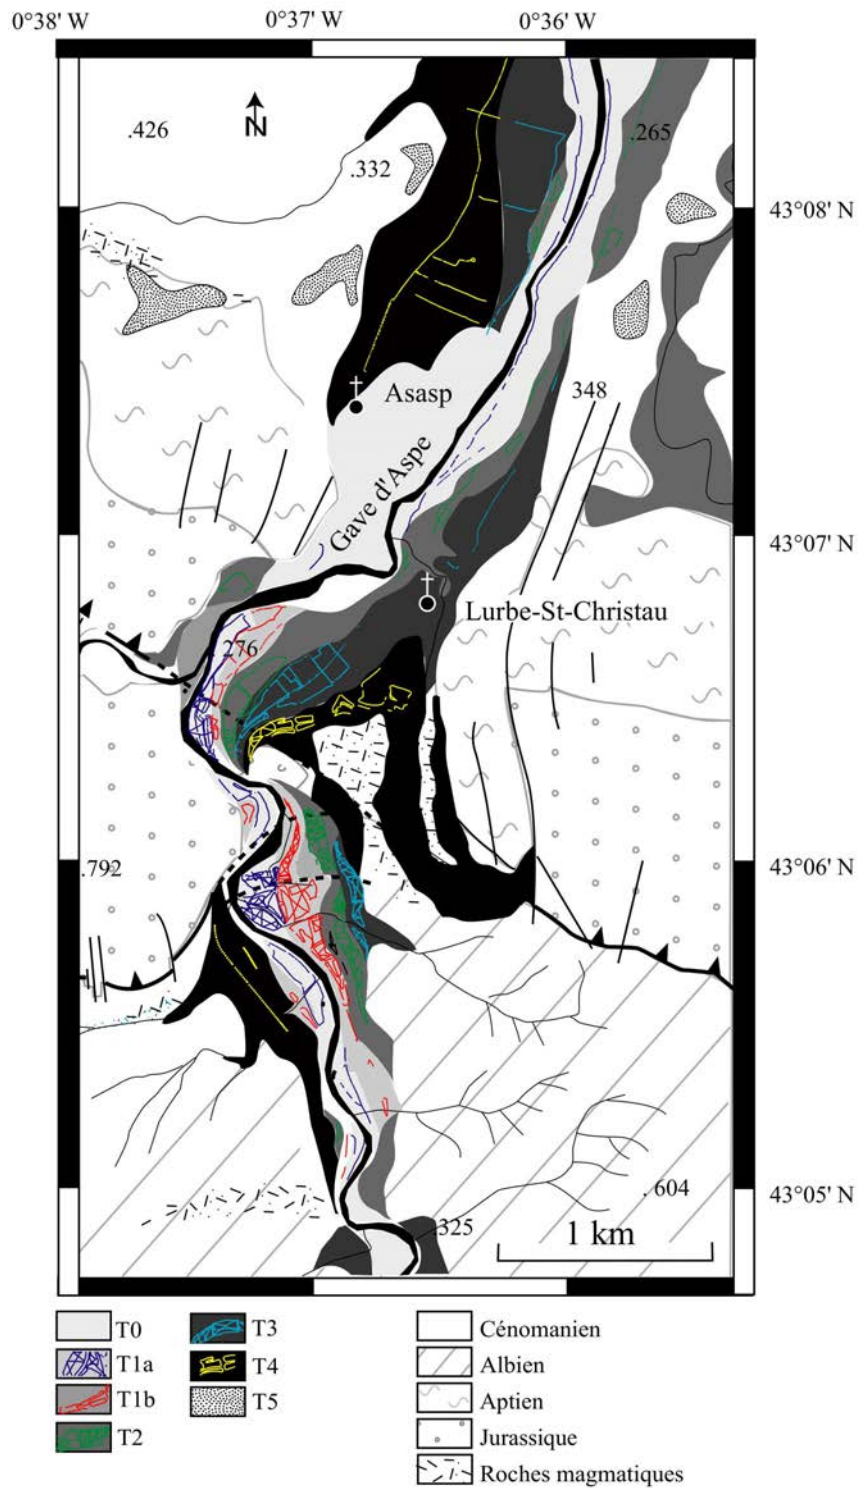 0°38' W 0°37' W 0°36' W
N
.426
.332
.265
43°08' N
Asasp
348
Gave d'Aspe
43°07' N
Lurbe-St-Christau
276
43°06' N
.792
43°05' N
.604
.325
1 km
T0
T1a
T1b
T2
T3
T4
T5
Cénomanien
Albien
Aptien
Jurassique
Roches magmatiques